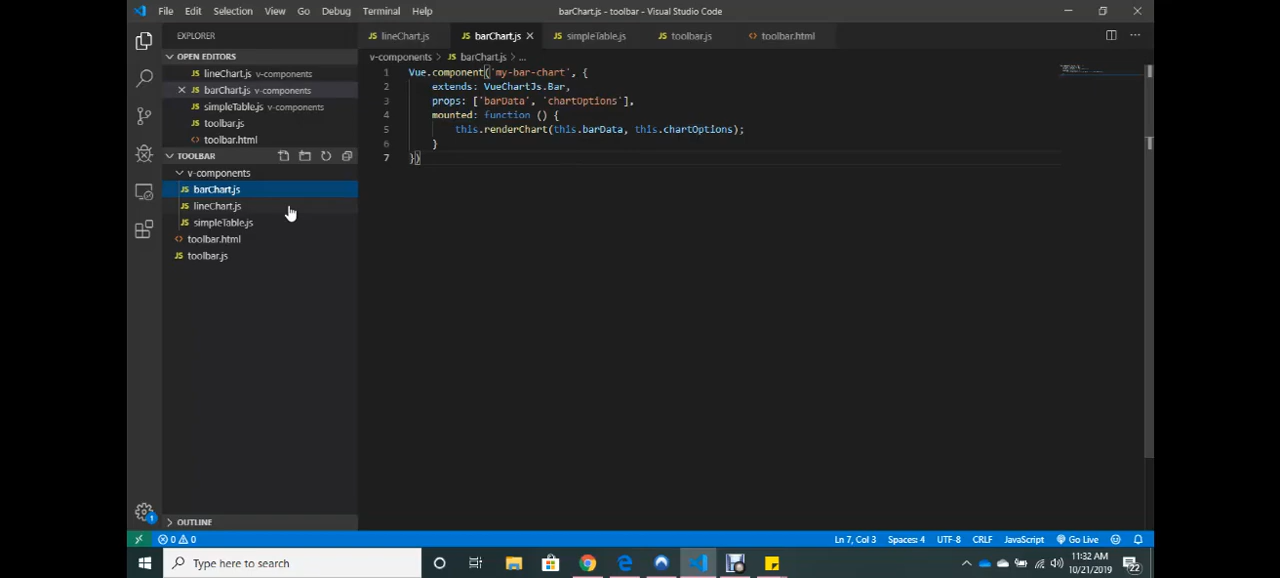 File Edit Selection View Go Debug Terminal Help
barChart.js - toolbar - Visual Studio Code
EXPLORER
OPEN EDITORS
lineChart.js v-components
barChart.js v-components
simpleTable.js v-components
toolbar.js
toolbar.html
TOOLBAR
v-components
barChart.js
lineChart.js
simpleTable.js
toolbar.html
toolbar.js
OUTLINE
lineChart.js barChart.js simpleTable.js toolbar.js toolbar.html
v-components > barChart.js > ...
1 Vue.component('my-bar-chart', {
2 extends: VueChartJs.Bar,
3 props: ['barData', 'chartOptions'],
4 mounted: function () {
5 this.renderChart(this.barData, this.chartOptions);
6 }
7 })
1
0 0
Ln 7, Col 3 Spaces: 4 UTF-8 CRLF JavaScript Go Live
Type here to search
11:32 AM
10/21/2019
22